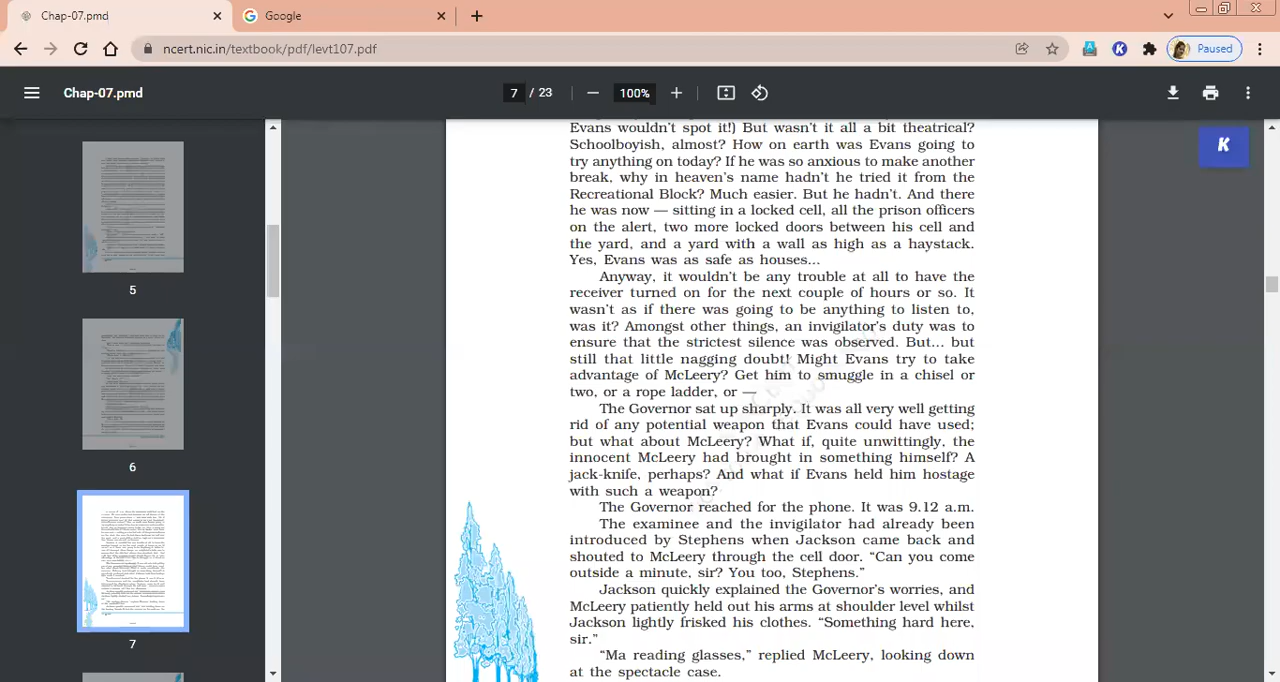 Chap-07.pmd
Google
ncert.nic.in/textbook/pdf/levt107.pdf
Paused
Chap-07.pmd
7 / 23
100%
Evans wouldn't spot it!) But wasn't it all a bit theatrical?
Schoolboyish, almost? How on earth was Evans going to
try anything on today? If he was so anxious to make another
break, why in heaven's name hadn't he tried it from the
Recreational Block? Much easier. But he hadn't. And there
he was now — sitting in a locked cell, all the prison officers
on the alert, two more locked doors between his cell and
the yard, and a yard with a wall as high as a haystack.
Yes, Evans was as safe as houses...
Anyway, it wouldn't be any trouble at all to have the
receiver turned on for the next couple of hours or so. It
wasn't as if there was going to be anything to listen to,
was it? Amongst other things, an invigilator's duty was to
ensure that the strictest silence was observed. But... but
still that little nagging doubt! Might Evans try to take
advantage of McLeery? Get him to smuggle in a chisel or
two, or a rope ladder, or —
The Governor sat up sharply. It was all very well getting
rid of any potential weapon that Evans could have used;
but what about McLeery? What if, quite unwittingly, the
innocent McLeery had brought in something himself? A
jack-knife, perhaps? And what if Evans held him hostage
with such a weapon?
The Governor reached for the phone. It was 9.12 a.m.
The examinee and the invigilator had already been
introduced by Stephens when Jackson came back and
shouted to McLeery through the cell door. "Can you come
outside a minute, sir? You too, Stephens."
Jackson quickly explained the Governor's worries, and
McLeery patiently held out his arms at shoulder level whilst
Jackson lightly frisked his clothes. "Something hard here,
sir."
"Ma reading glasses," replied McLeery, looking down
at the spectacle case.
5
6
7
K